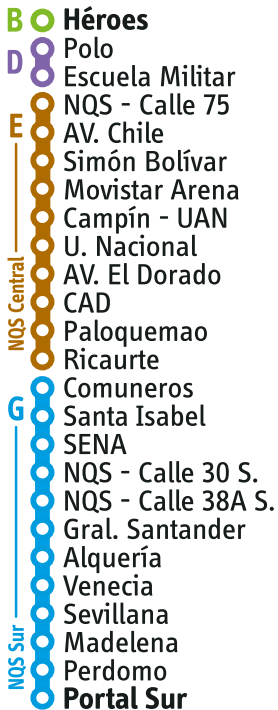 B Héroes
D Polo
Escuela Militar
NQS - Calle 75
E AV. Chile
Simón Bolívar
Movistar Arena
Campín - UAN
U. Nacional
AV. El Dorado
NQS Central
CAD
Paloquemao
Ricaurte
Comuneros
G Santa Isabel
SENA
NQS - Calle 30 S.
NQS - Calle 38A S.
Gral. Santander
Alquería
Venecia
Sevillana
NQS Sur
Madelena
Perdomo
Portal Sur